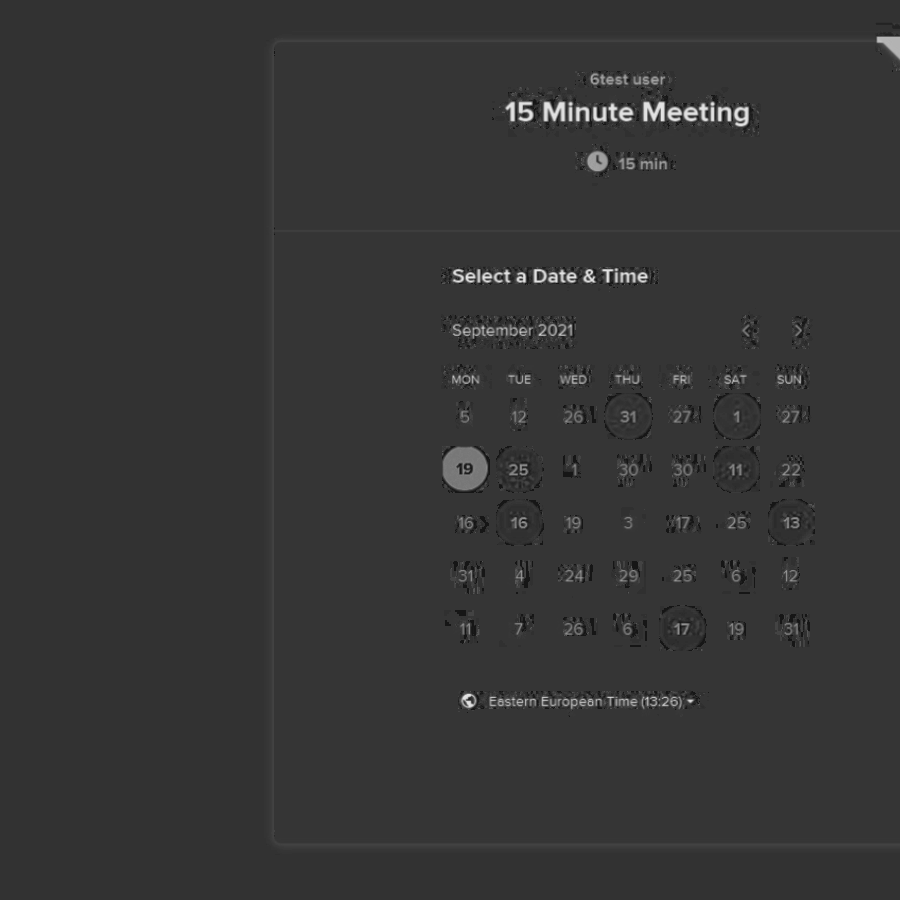 6test user
15 Minute Meeting
15 min
Select a Date & Time
September 2021
MON TUE WED THU FRI SAT SUN
5 12 26 31 27 1 27
19 25 1 30 30 11 22
16 16 19 3 17 25 13
31 4 24 29 25 6 12
11 7 26 6 17 19 31
Eastern European Time (13:26)